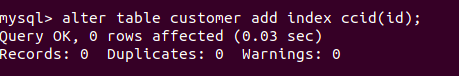 mysql> alter table customer add index ccid(id);
Query OK, 0 rows affected (0.03 sec)
Records: 0  Duplicates: 0  Warnings: 0